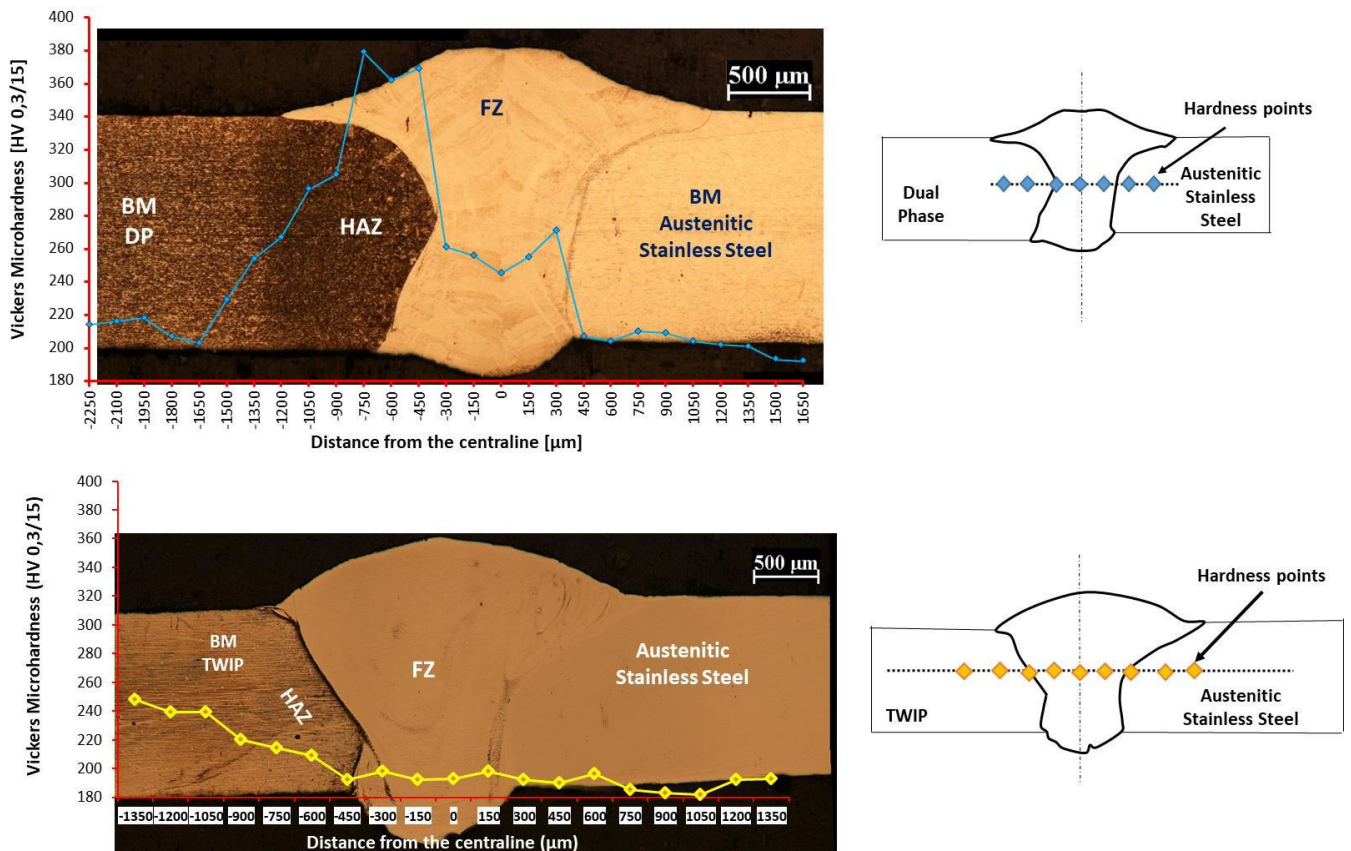 Vickers Microhardness [HV 0,3/15]
400
380
360
340
320
300
280
260
240
220
200
180
FZ
500 µm
BM
DP
HAZ
BM
Austenitic
Stainless Steel
-2250
-2100
-1950
-1800
-1650
-1500
-1350
-1200
-1050
-900
-750
-600
-450
-300
-150
0
150
300
450
600
750
900
1050
1200
1350
1500
1650
Distance from the centraline [µm]
Hardness points
Dual
Phase
Austenitic
Stainless
Steel
Vickers Microhardness (HV 0,3/15)
400
380
360
340
320
300
280
260
240
220
200
180
500 µm
BM
TWIP
HAZ
FZ
Austenitic
Stainless Steel
-1350 -1200 -1050 -900 -750 -600 -450 -300 -150 0 150 300 450 600 750 900 1050 1200 1350
Distance from the centraline (µm)
Hardness points
TWIP
Austenitic
Stainless Steel